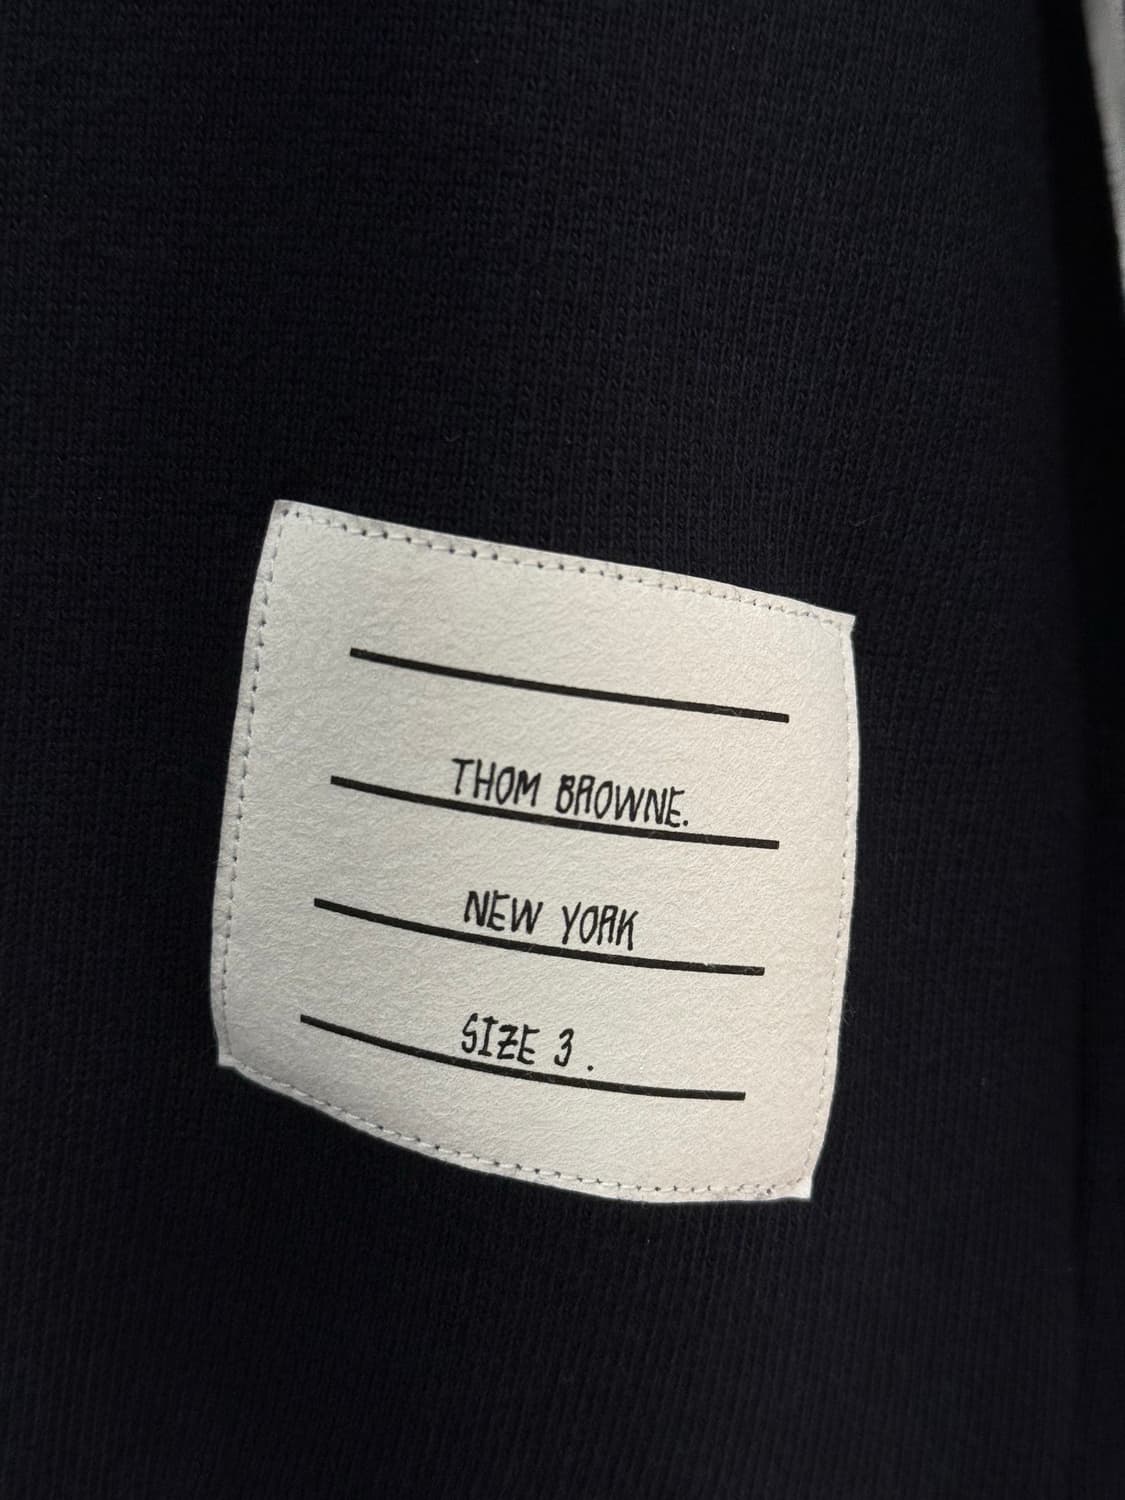 THOM BROWNE.
NEW YORK
SIZE 3.